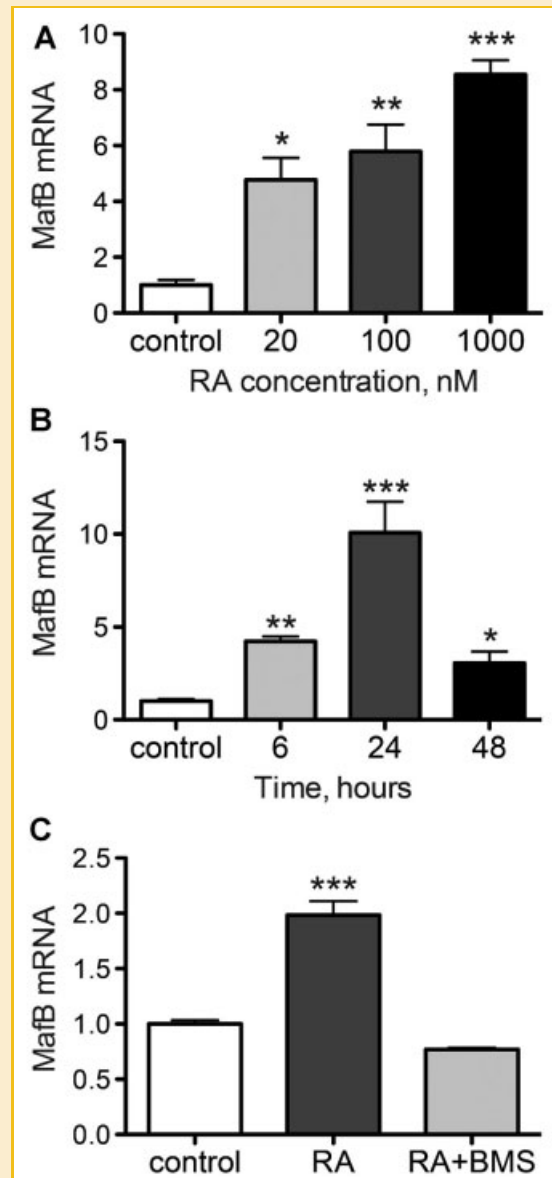 A
MafB mRNA
10
8
6
4
2
0
*
**
***
control 20 100 1000
RA concentration, nM
B
MafB mRNA
15
10
5
0
**
***
*
control 6 24 48
Time, hours
C
MafB mRNA
2.5
2.0
1.5
1.0
0.5
0.0
***
control RA RA+BMS